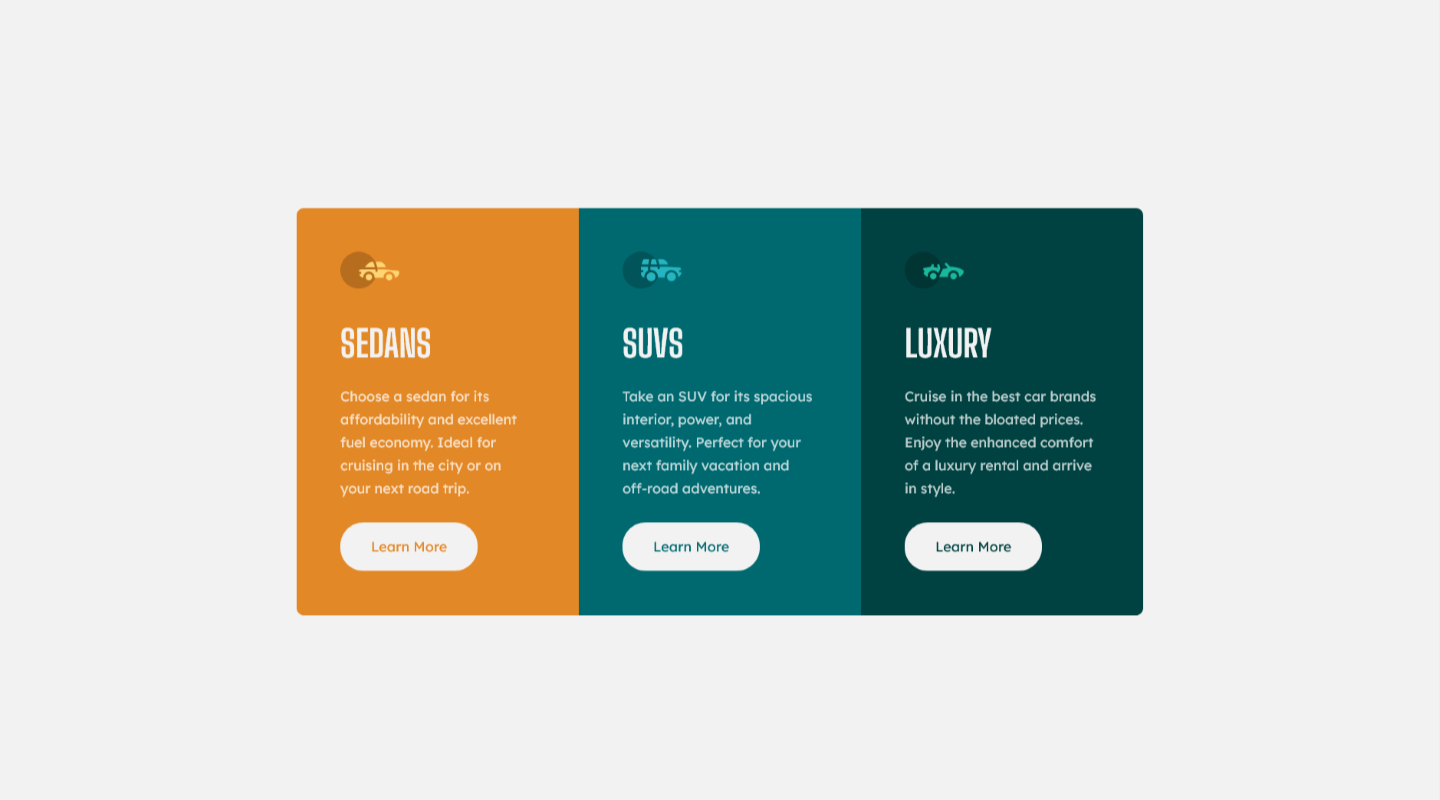 SEDANS
Choose a sedan for its
affordability and excellent
fuel economy. Ideal for
cruising in the city or on
your next road trip.
Learn More
SUVS
Take an SUV for its spacious
interior, power, and
versatility. Perfect for your
next family vacation and
off-road adventures.
Learn More
LUXURY
Cruise in the best car brands
without the bloated prices.
Enjoy the enhanced comfort
of a luxury rental and arrive
in style.
Learn More